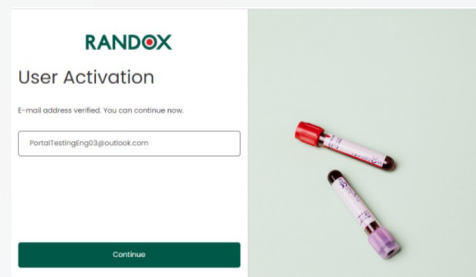 RANDOX
User Activation
E-mail address verified. You can continue now.
PortalTestingEng03@outlook.com
Continue